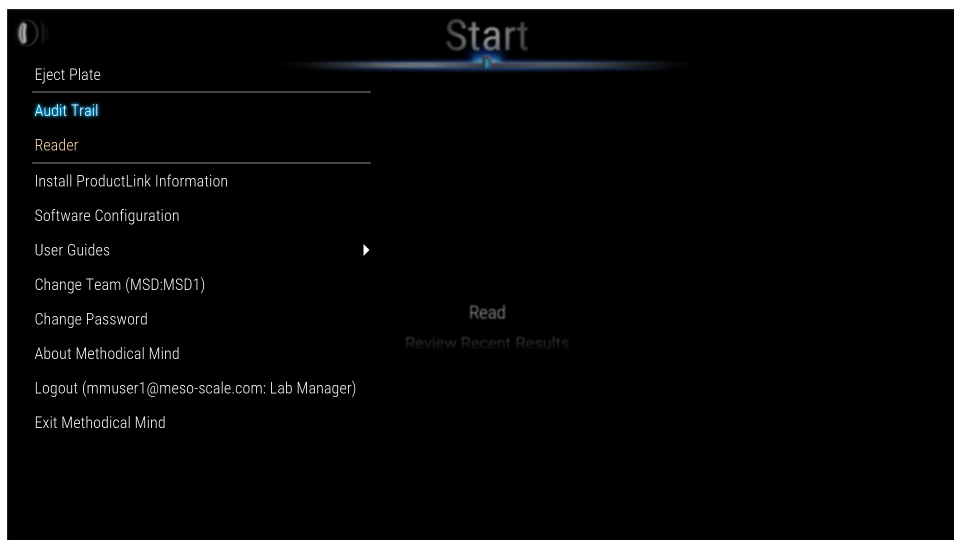 Start
Eject Plate
Audit Trail
Reader
Install ProductLink Information
Software Configuration
User Guides
Change Team (MSD:MSD1)
Change Password
About Methodical Mind
Logout (mmuser1@meso-scale.com: Lab Manager)
Exit Methodical Mind
Read
Review Recent Results